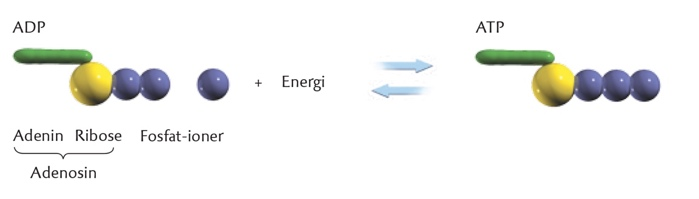 ADP
ATP
+ Energi
Adenin Ribose Fosfat-ioner
Adenosin